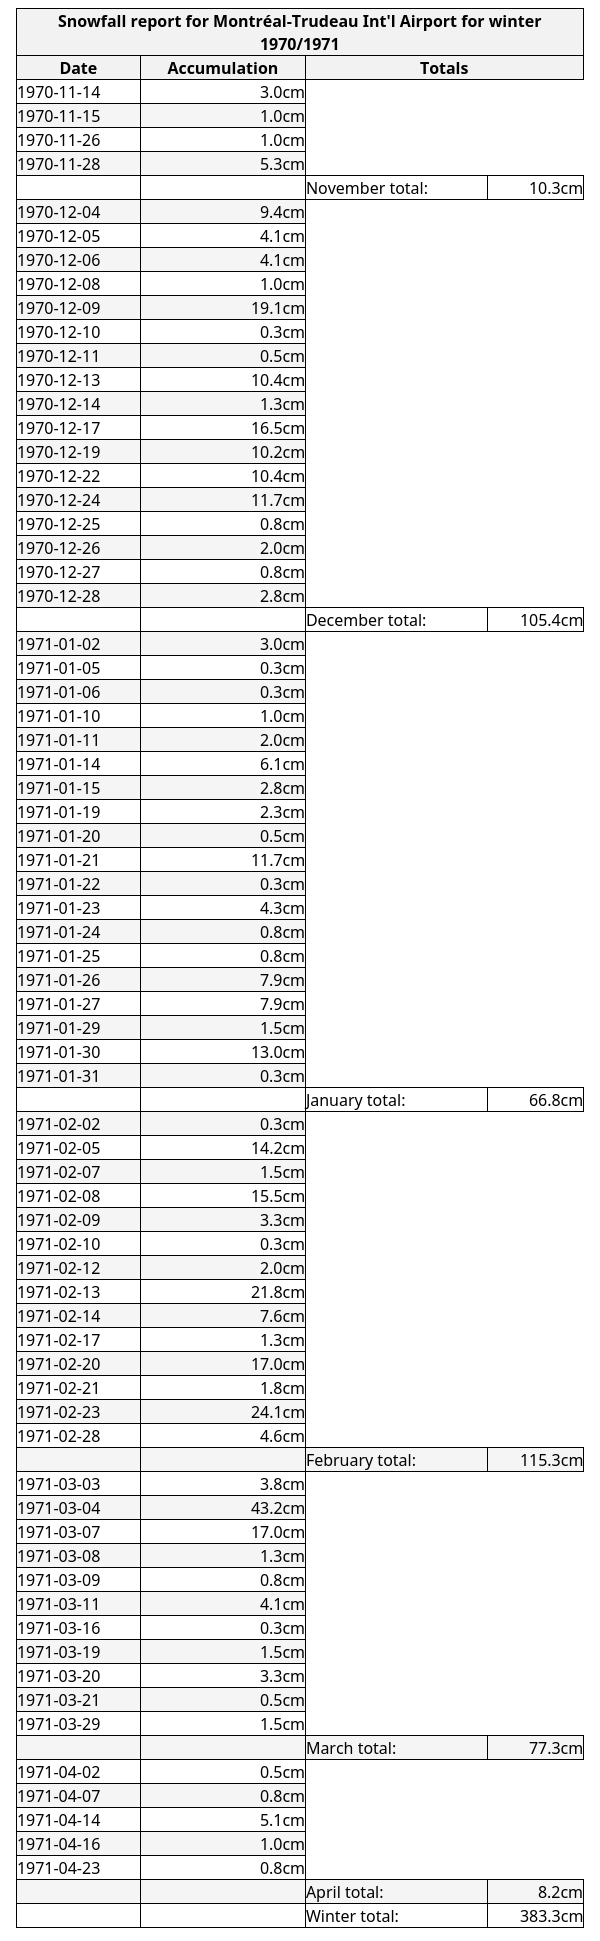 Snowfall report for Montréal-Trudeau Int'l Airport for winter
1970/1971
Date Accumulation Totals
1970-11-14 3.0cm
1970-11-15 1.0cm
1970-11-26 1.0cm
1970-11-28 5.3cm
November total: 10.3cm
1970-12-04 9.4cm
1970-12-05 4.1cm
1970-12-06 4.1cm
1970-12-08 1.0cm
1970-12-09 19.1cm
1970-12-10 0.3cm
1970-12-11 0.5cm
1970-12-13 10.4cm
1970-12-14 1.3cm
1970-12-17 16.5cm
1970-12-19 10.2cm
1970-12-22 10.4cm
1970-12-24 11.7cm
1970-12-25 0.8cm
1970-12-26 2.0cm
1970-12-27 0.8cm
1970-12-28 2.8cm
December total: 105.4cm
1971-01-02 3.0cm
1971-01-05 0.3cm
1971-01-06 0.3cm
1971-01-10 1.0cm
1971-01-11 2.0cm
1971-01-14 6.1cm
1971-01-15 2.8cm
1971-01-19 2.3cm
1971-01-20 0.5cm
1971-01-21 11.7cm
1971-01-22 0.3cm
1971-01-23 4.3cm
1971-01-24 0.8cm
1971-01-25 0.8cm
1971-01-26 7.9cm
1971-01-27 7.9cm
1971-01-29 1.5cm
1971-01-30 13.0cm
1971-01-31 0.3cm
January total: 66.8cm
1971-02-02 0.3cm
1971-02-05 14.2cm
1971-02-07 1.5cm
1971-02-08 15.5cm
1971-02-09 3.3cm
1971-02-10 0.3cm
1971-02-12 2.0cm
1971-02-13 21.8cm
1971-02-14 7.6cm
1971-02-17 1.3cm
1971-02-20 17.0cm
1971-02-21 1.8cm
1971-02-23 24.1cm
1971-02-28 4.6cm
February total: 115.3cm
1971-03-03 3.8cm
1971-03-04 43.2cm
1971-03-07 17.0cm
1971-03-08 1.3cm
1971-03-09 0.8cm
1971-03-11 4.1cm
1971-03-16 0.3cm
1971-03-19 1.5cm
1971-03-20 3.3cm
1971-03-21 0.5cm
1971-03-29 1.5cm
March total: 77.3cm
1971-04-02 0.5cm
1971-04-07 0.8cm
1971-04-14 5.1cm
1971-04-16 1.0cm
1971-04-23 0.8cm
April total: 8.2cm
Winter total: 383.3cm